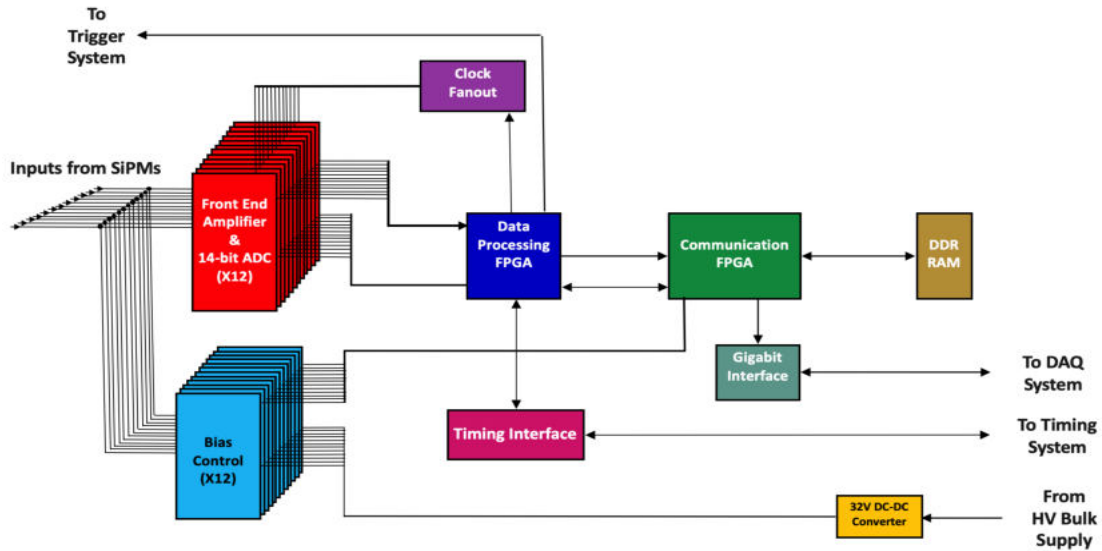 To
Trigger
System
Clock
Fanout
Inputs from SiPMs
Front End
Amplifier
&
14-bit ADC
(X12)
Data
Processing
FPGA
Communication
FPGA
DDR
RAM
Gigabit
Interface
To DAQ
System
Timing Interface
To Timing
System
Bias
Control
(X12)
32V DC-DC
Converter
From
HV Bulk
Supply